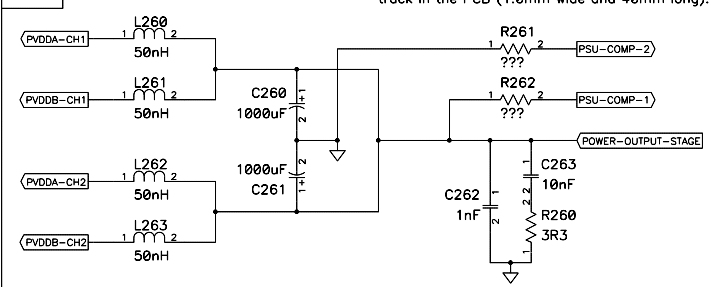 track in the PCB (1.0mm wide and 40mm long).
L260
PVDDA-CH1
1 2
50nH
R261
1 2
PSU-COMP-2
???
L261
PVDDB-CH1
1 2
50nH
C260
1000uF
+ 1
2
R262
1 2
PSU-COMP-1
???
POWER-OUTPUT-STAGE
1000uF
C261
2
1 +
L262
PVDDA-CH2
1 2
50nH
C262
1nF
1
2
C263
10nF
1
2
R260
3R3
2
1
L263
PVDDB-CH2
1 2
50nH